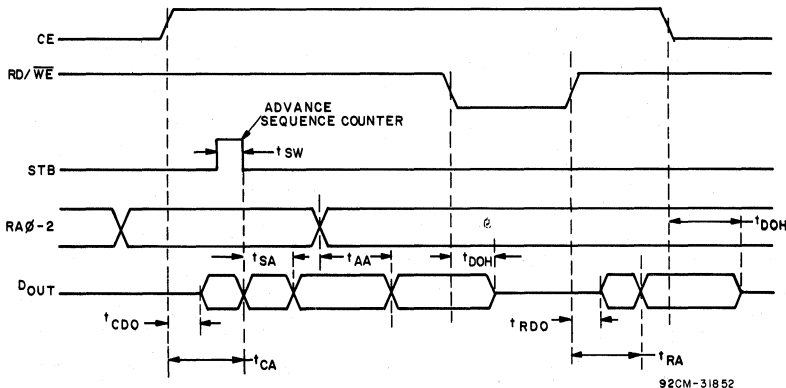 CE
RD/WE
ADVANCE
SEQUENCE COUNTER
tSW
STB
RAØ-2
tDOH
tSA
tAA
tDOH
DOUT
tCDO
tRDO
tCA
tRA
92CM-31852